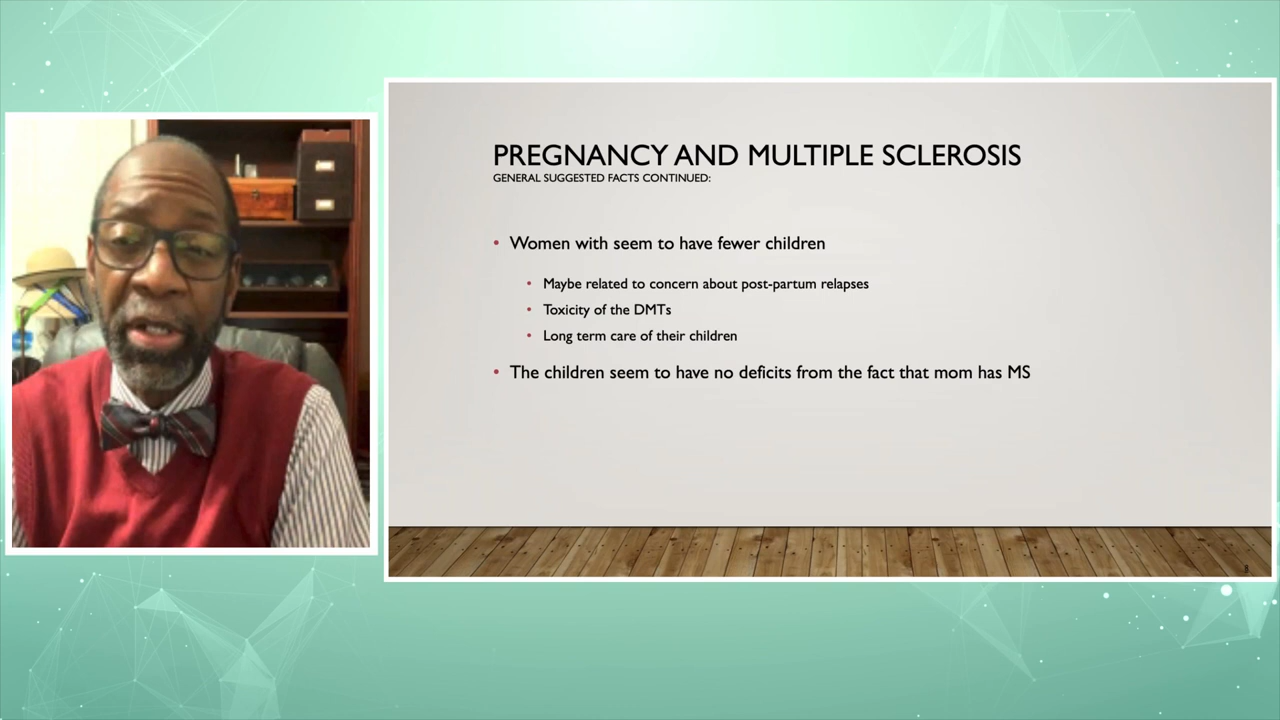 PREGNANCY AND MULTIPLE SCLEROSIS
GENERAL SUGGESTED FACTS CONTINUED:
• Women with seem to have fewer children
• Maybe related to concern about post-partum relapses
• Toxicity of the DMTs
• Long term care of their children
• The children seem to have no deficits from the fact that mom has MS
8